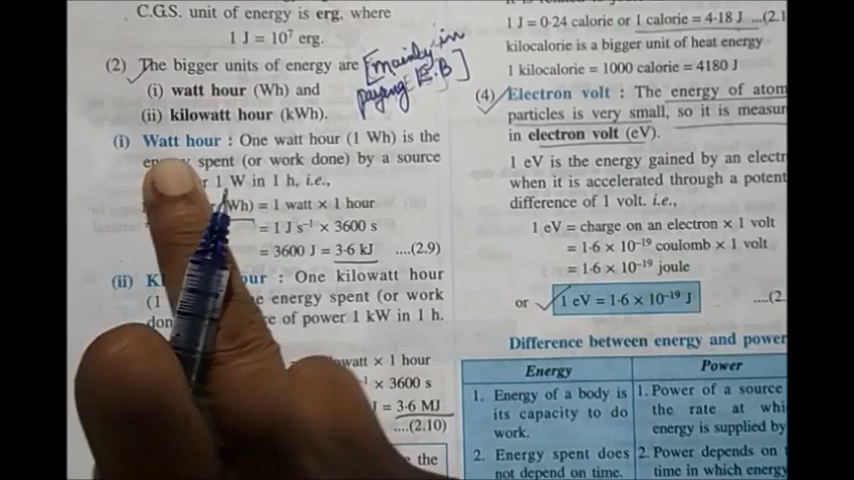 C.G.S. unit of energy is erg, where
1 J = 10⁷ erg.
(2) The bigger units of energy are [mainly in
paying E.B]
(i) watt hour (Wh) and
(ii) kilowatt hour (kWh).
(i) Watt hour : One watt hour (1 Wh) is the
spent (or work done) by a source
1 W in 1 h, i.e.,
Wh) = 1 watt × 1 hour
= 1 J s⁻¹ × 3600 s
= 3600 J = 3·6 kJ ....(2.9)
(ii) K our : One kilowatt hour
(1 e energy spent (or work
don ce of power 1 kW in 1 h.
owatt × 1 hour
× 3600 s
= 3·6 MJ
....(2.10)
the
1 J = 0·24 calorie or 1 calorie = 4·18 J ...(2.1
kilocalorie is a bigger unit of heat energy
1 kilocalorie = 1000 calorie = 4180 J
(4) Electron volt : The energy of atom
particles is very small, so it is measur
in electron volt (eV).
1 eV is the energy gained by an electr
when it is accelerated through a potent
difference of 1 volt. i.e.,
1 eV = charge on an electron × 1 volt
= 1·6 × 10⁻¹⁹ coulomb × 1 volt
= 1·6 × 10⁻¹⁹ joule
or 1 eV = 1·6 × 10⁻¹⁹ J ....(2.
Difference between energy and power
Energy Power
1. Energy of a body is
its capacity to do
work.
2. Energy spent does
not depend on time.
1. Power of a source
the rate at whi
energy is supplied by
2. Power depends on
time in which energy